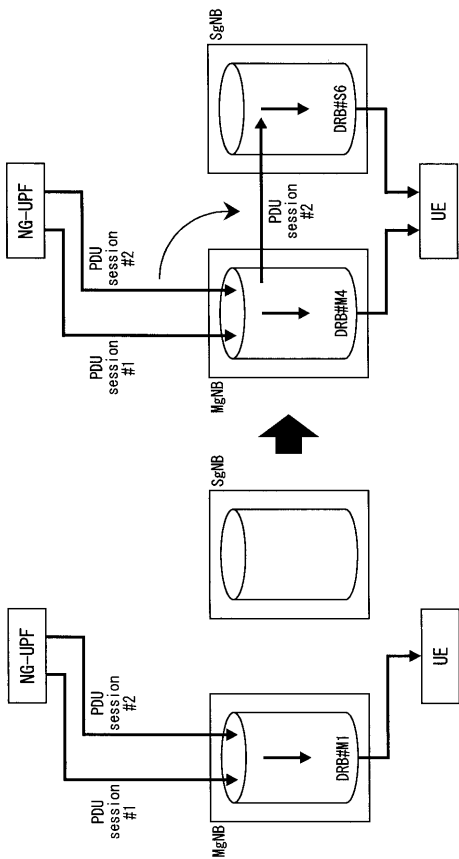 NG-UPF
PDU
session
#1
PDU
session
#2
MgNB
DRB#M1
SgNB
UE
NG-UPF
PDU
session
#1
PDU
session
#2
MgNB
DRB#M4
PDU
session
#2
SgNB
DRB#S6
UE